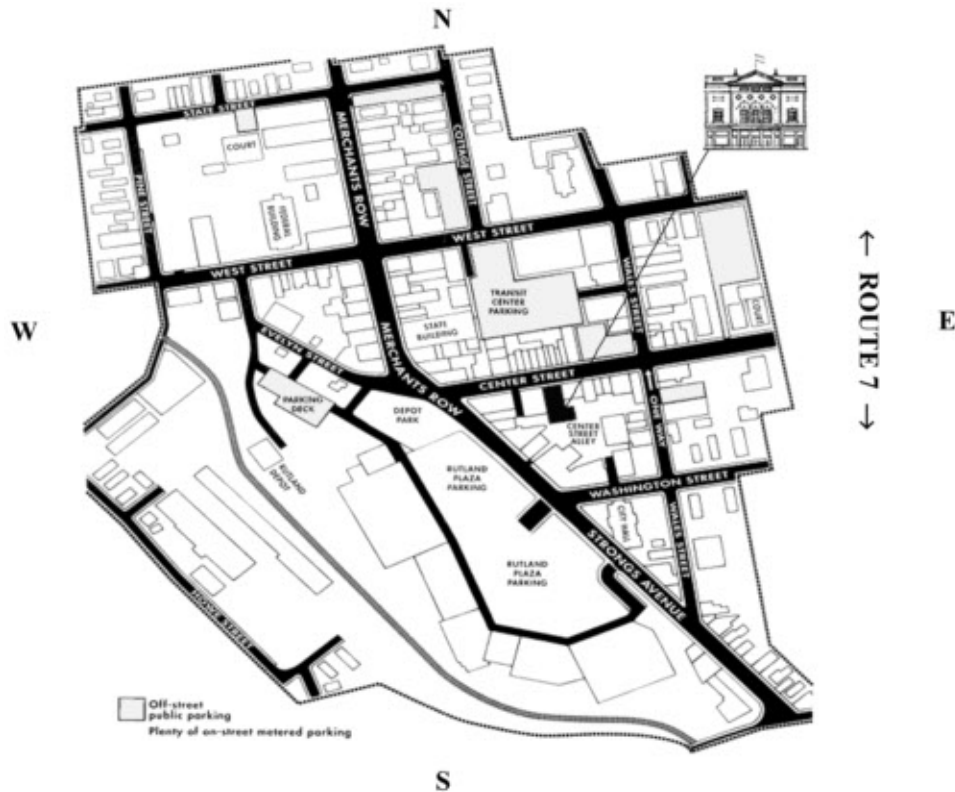 N
STATE STREET
COURT
PINE STREET
FEDERAL
BUILDING
MERCHANTS ROW
COTTAGE STREET
WEST STREET
WEST STREET
W
E
← ROUTE 7 →
TRANSIT
CENTER
PARKING
WALES STREET
COURT
STATE
BUILDING
EVELYN STREET
MERCHANTS ROW
CENTER STREET
PARKING
DECK
DEPOT
PARK
CENTER
STREET
ALLEY
ONE WAY
RUTLAND
DEPOT
RUTLAND
PLAZA
PARKING
WASHINGTON STREET
CITY HALL
WALES STREET
STRONGS AVENUE
RUTLAND
PLAZA
PARKING
HOWE STREET
Off-street
public parking
Plenty of on-street metered parking
S